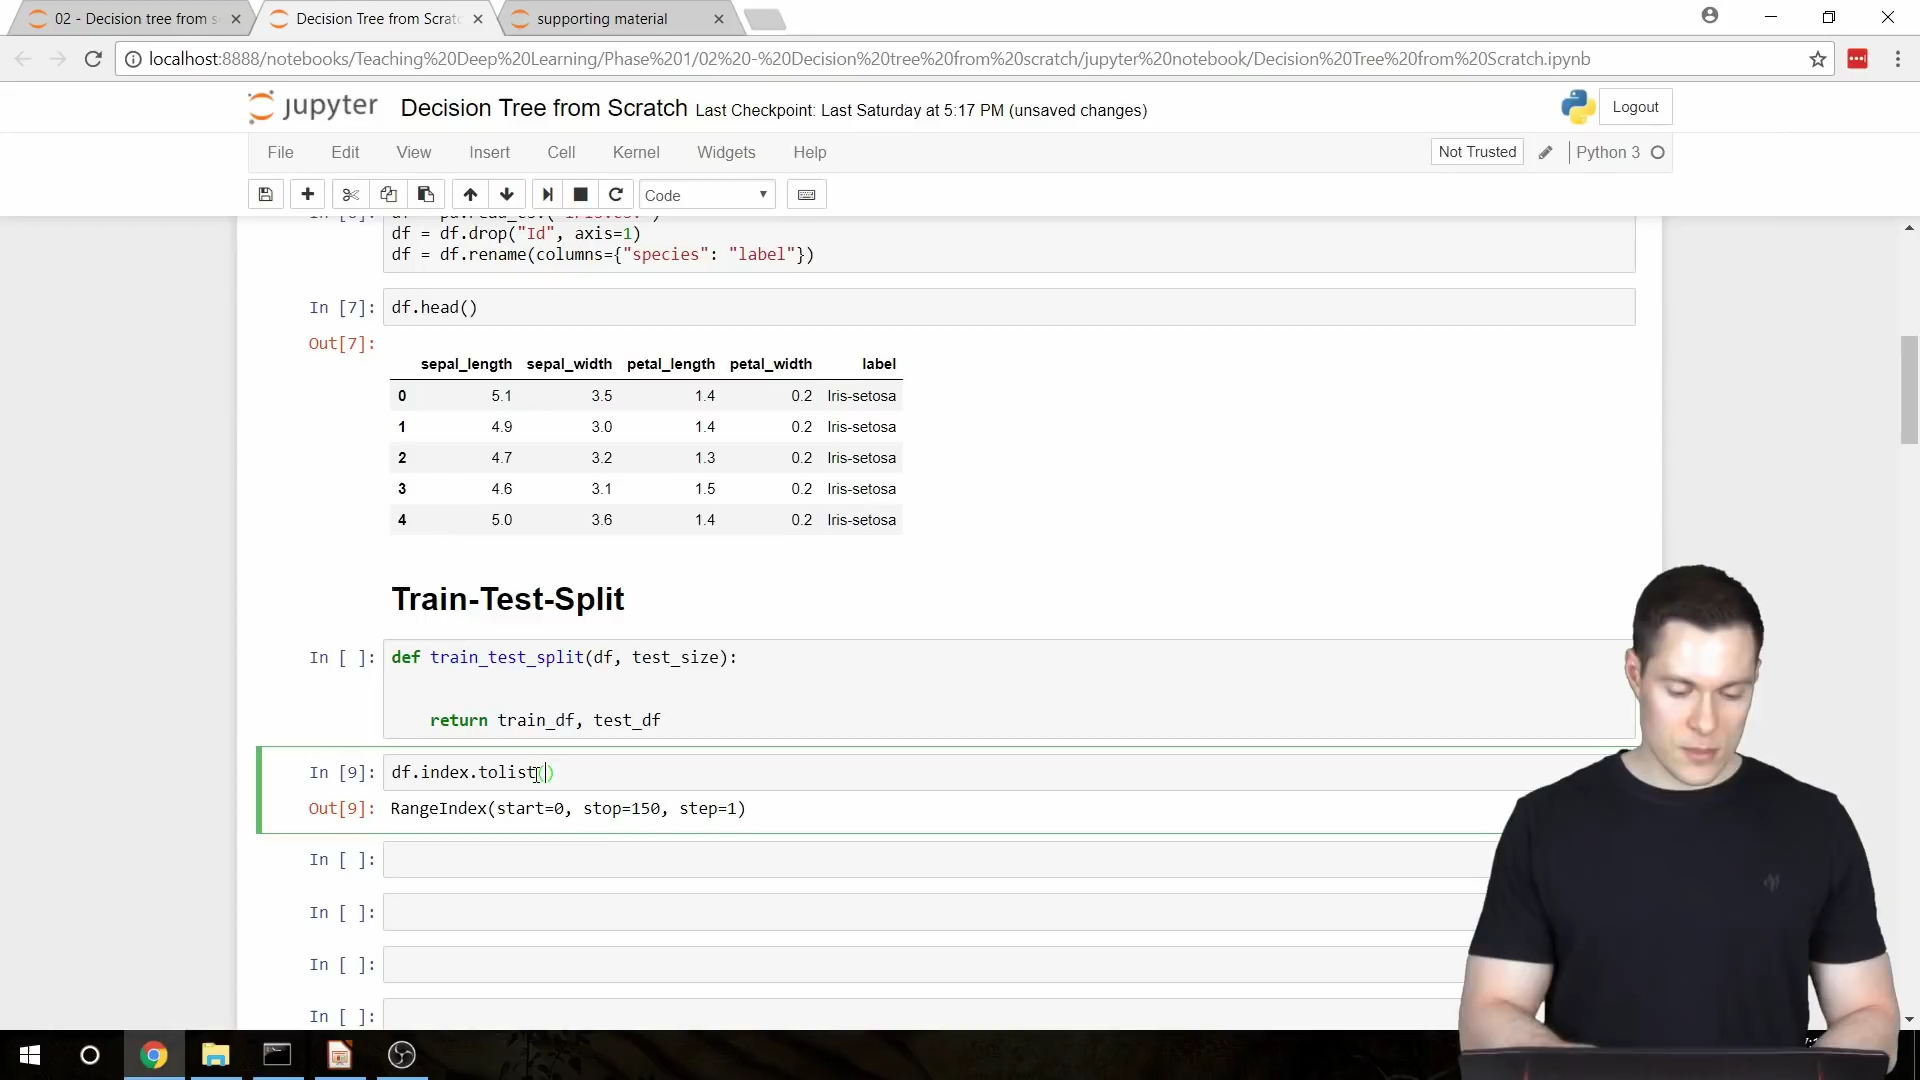 02 - Decision tree from s
Decision Tree from Scratc
supporting material
localhost:8888/notebooks/Teaching%20Deep%20Learning/Phase%201/02%20-%20Decision%20tree%20from%20scratch/jupyter%20notebook/Decision%20Tree%20from%20Scratch.ipynb
jupyter Decision Tree from Scratch Last Checkpoint: Last Saturday at 5:17 PM (unsaved changes)
Logout
File Edit View Insert Cell Kernel Widgets Help
Not Trusted
Python 3
Code
df = df.drop("Id", axis=1)
df = df.rename(columns={"species": "label"})
In [7]: df.head()
Out[7]:
sepal_length sepal_width petal_length petal_width label
0 5.1 3.5 1.4 0.2 Iris-setosa
1 4.9 3.0 1.4 0.2 Iris-setosa
2 4.7 3.2 1.3 0.2 Iris-setosa
3 4.6 3.1 1.5 0.2 Iris-setosa
4 5.0 3.6 1.4 0.2 Iris-setosa
Train-Test-Split
In [ ]: def train_test_split(df, test_size):
return train_df, test_df
In [9]: df.index.tolist()
Out[9]: RangeIndex(start=0, stop=150, step=1)
In [ ]:
In [ ]:
In [ ]:
In [ ]: